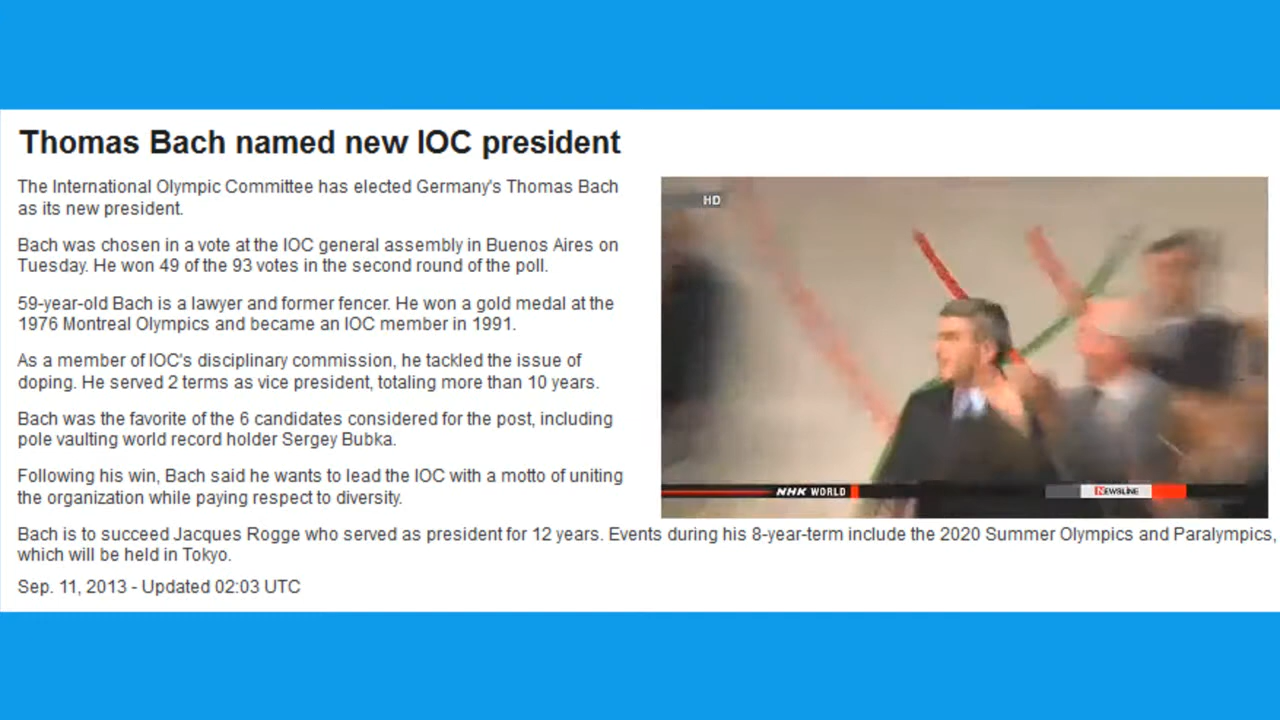 Thomas Bach named new IOC president
The International Olympic Committee has elected Germany's Thomas Bach
as its new president.
Bach was chosen in a vote at the IOC general assembly in Buenos Aires on
Tuesday. He won 49 of the 93 votes in the second round of the poll.
59-year-old Bach is a lawyer and former fencer. He won a gold medal at the
1976 Montreal Olympics and became an IOC member in 1991.
As a member of IOC's disciplinary commission, he tackled the issue of
doping. He served 2 terms as vice president, totaling more than 10 years.
Bach was the favorite of the 6 candidates considered for the post, including
pole vaulting world record holder Sergey Bubka.
Following his win, Bach said he wants to lead the IOC with a motto of uniting
the organization while paying respect to diversity.
Bach is to succeed Jacques Rogge who served as president for 12 years. Events during his 8-year-term include the 2020 Summer Olympics and Paralympics,
which will be held in Tokyo.
Sep. 11, 2013 - Updated 02:03 UTC
HD
NHK WORLD
NEWSLINE